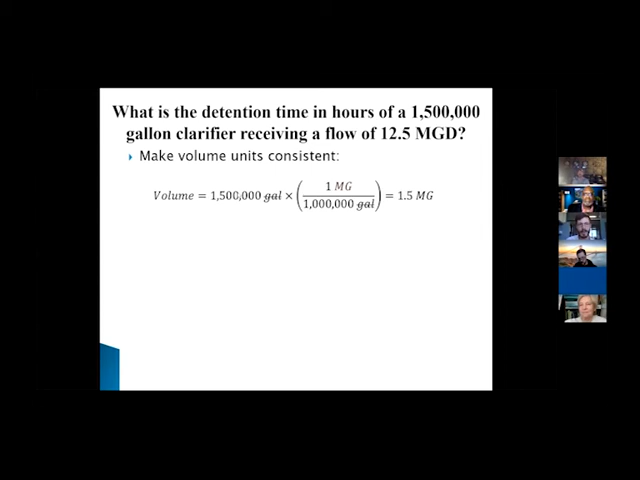 What is the detention time in hours of a 1,500,000
gallon clarifier receiving a flow of 12.5 MGD?
Make volume units consistent:
Volume = 1,500,000 gal × (1 MG / 1,000,000 gal) = 1.5 MG